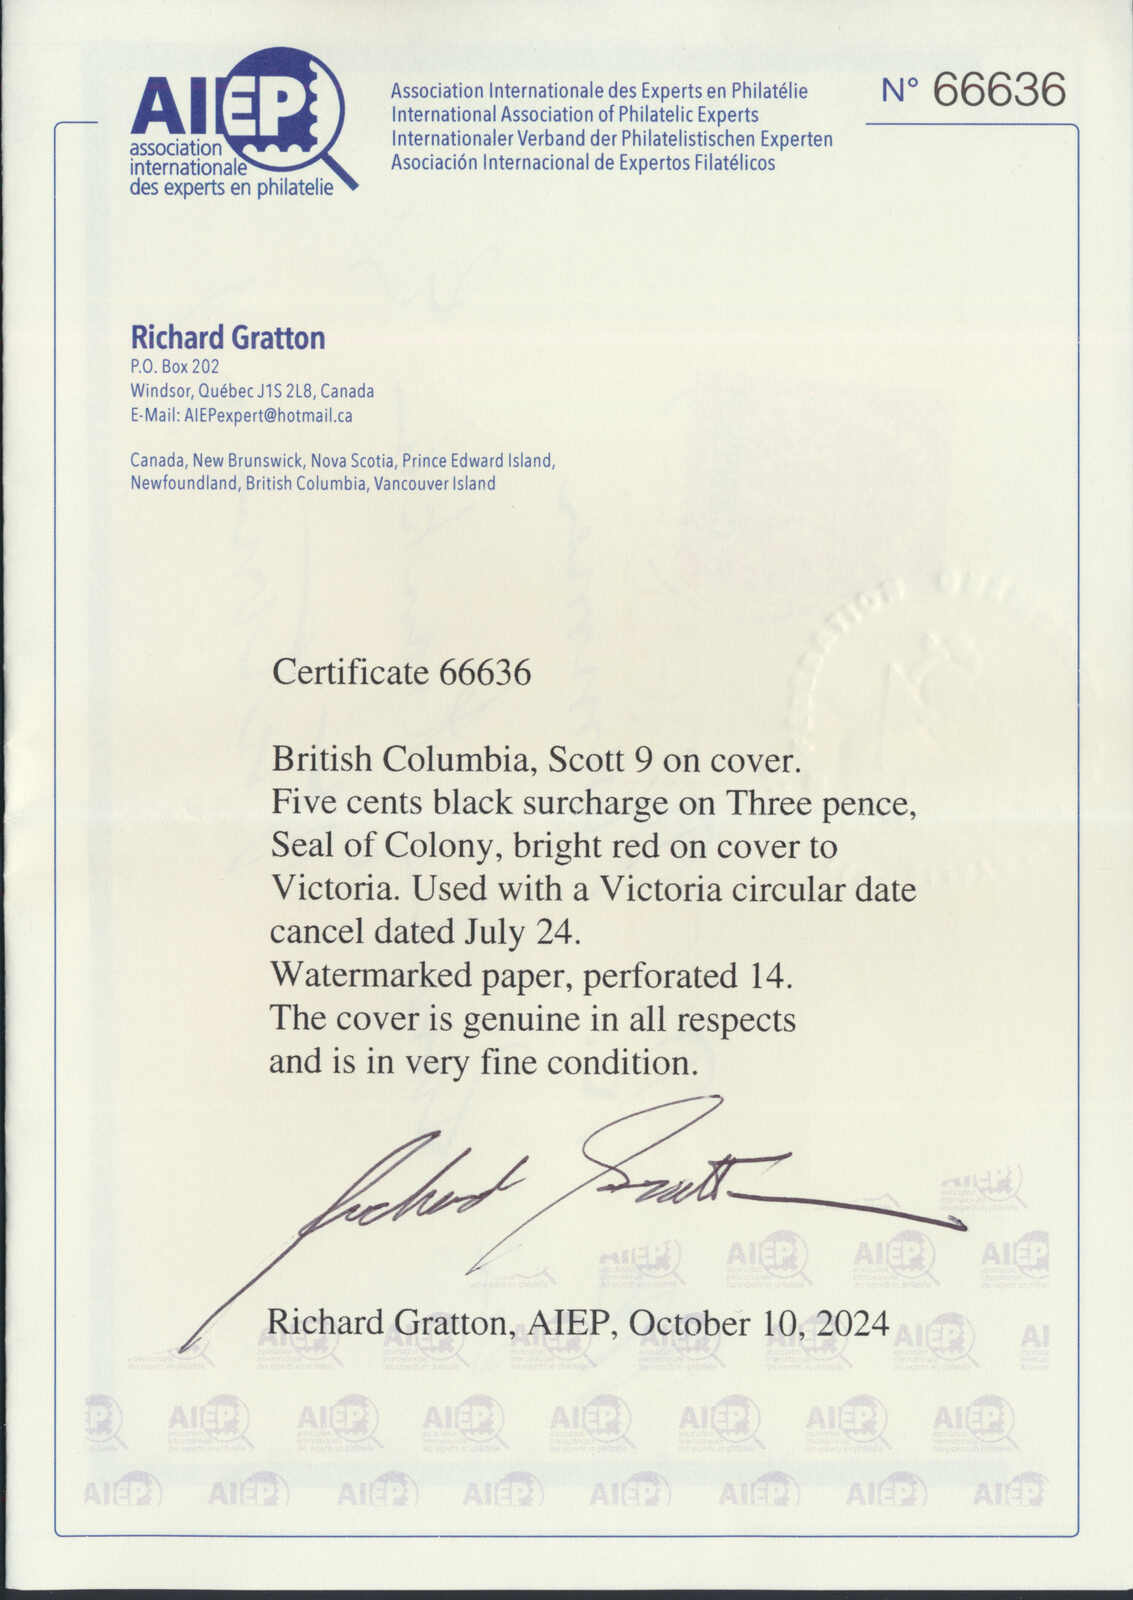 AIEP
association
internationale
des experts en philatelie
Association Internationale des Experts en Philatélie
International Association of Philatelic Experts
Internationaler Verband der Philatelistischen Experten
Asociación Internacional de Expertos Filatélicos
N° 66636
Richard Gratton
P.O. Box 202
Windsor, Québec J1S 2L8, Canada
E-Mail: AIEPexpert@hotmail.ca
Canada, New Brunswick, Nova Scotia, Prince Edward Island,
Newfoundland, British Columbia, Vancouver Island
Certificate 66636
British Columbia, Scott 9 on cover.
Five cents black surcharge on Three pence,
Seal of Colony, bright red on cover to
Victoria. Used with a Victoria circular date
cancel dated July 24.
Watermarked paper, perforated 14.
The cover is genuine in all respects
and is in very fine condition.
Richard Gratton
Richard Gratton, AIEP, October 10, 2024